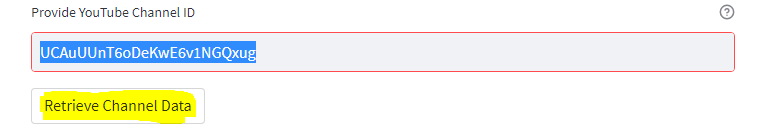 Provide YouTube Channel ID
UCAuUUnT6oDeKwE6v1NGQxug
Retrieve Channel Data